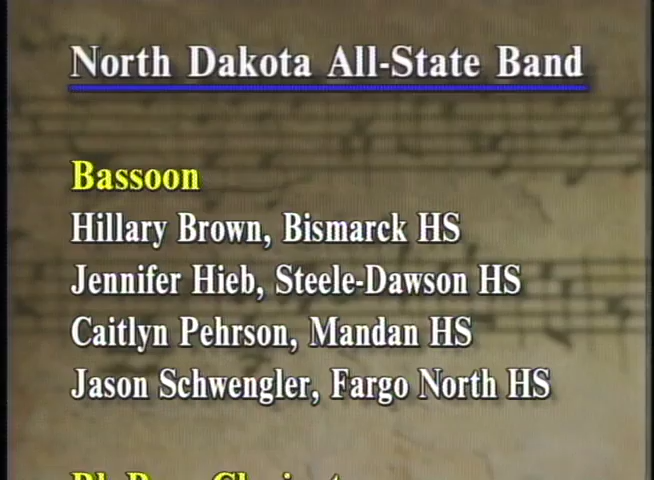 North Dakota All-State Band
Bassoon
Hillary Brown, Bismarck HS
Jennifer Hieb, Steele-Dawson HS
Caitlyn Pehrson, Mandan HS
Jason Schwengler, Fargo North HS